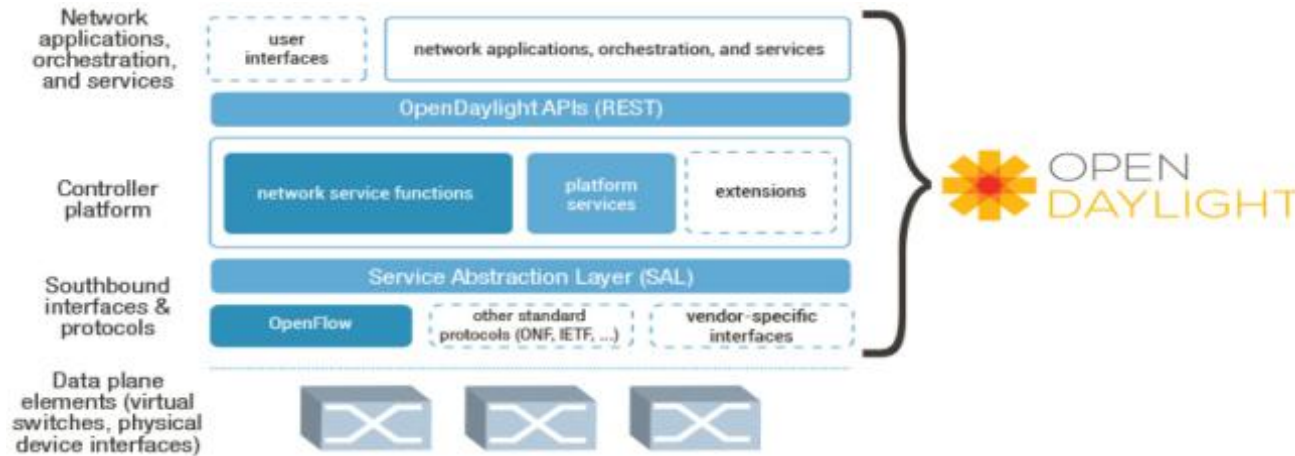 Network
applications,
orchestration,
and services
user
interfaces
network applications, orchestration, and services
OpenDaylight APIs (REST)
Controller
platform
network service functions
platform
services
extensions
Service Abstraction Layer (SAL)
Southbound
interfaces &
protocols
OpenFlow
other standard
protocols (ONF, IETF, ...)
vendor-specific
interfaces
Data plane
elements (virtual
switches, physical
device interfaces)
OPEN
DAYLIGHT